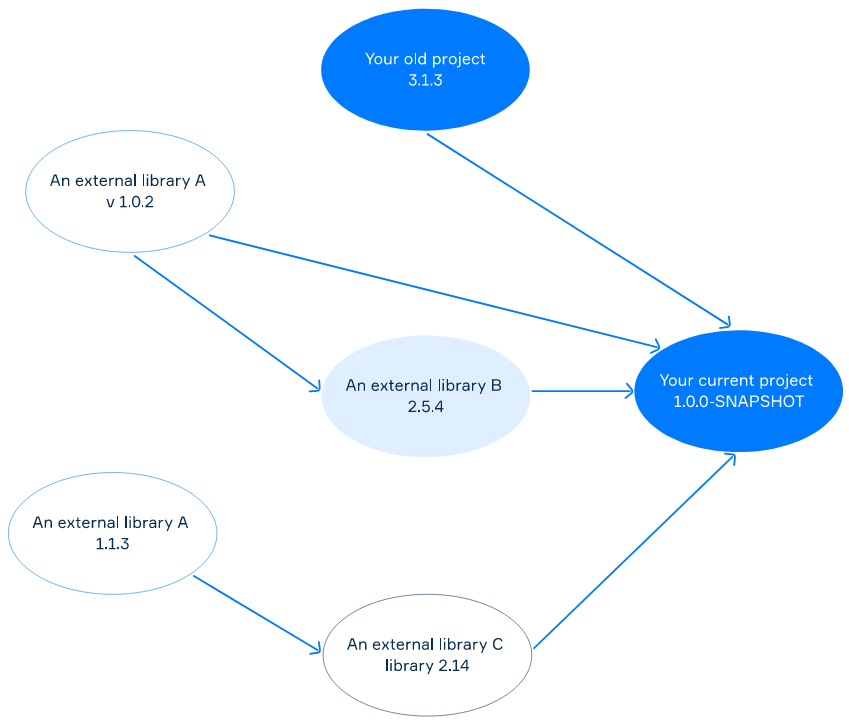 Your old project
3.1.3
An external library A
v 1.0.2
An external library B
2.5.4
Your current project
1.0.0-SNAPSHOT
An external library A
1.1.3
An external library C
library 2.14